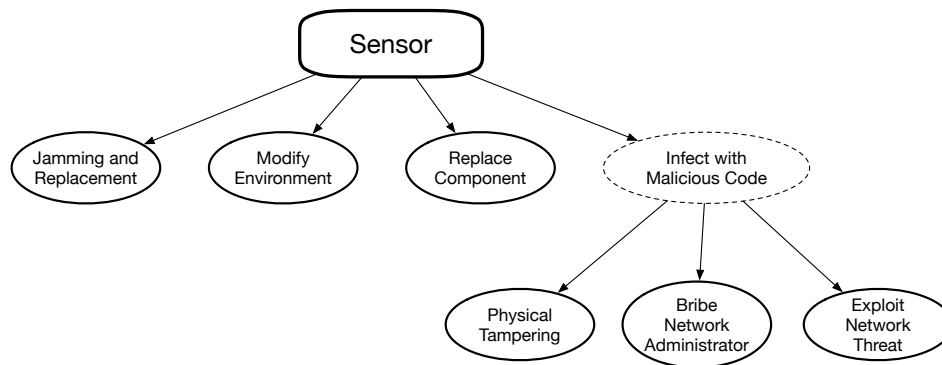 Sensor
Jamming and
Replacement
Modify
Environment
Replace
Component
Infect with
Malicious Code
Physical
Tampering
Bribe
Network
Administrator
Exploit
Network
Threat